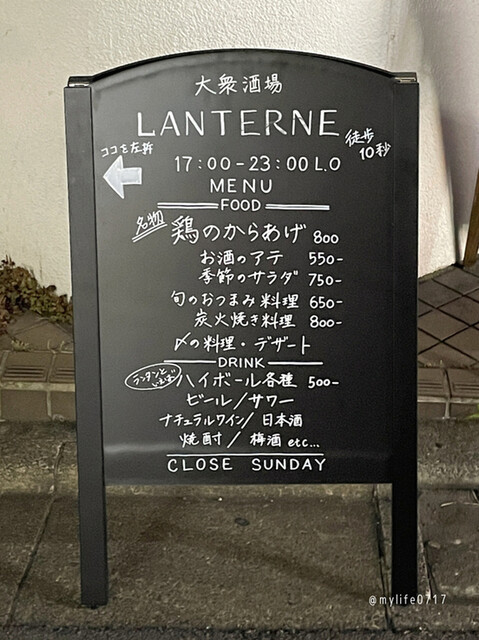 大衆酒場
LANTERNE
徒歩
10秒
ココを左折
17:00-23:00 L.O
MENU
FOOD
名物
鶏のからあげ 800
お酒のアテ 550-
季節のサラダ 750-
旬のおつまみ料理 650-
炭火焼き料理 800-
〆の料理・デザート
DRINK
ランタンと
いえば
ハイボール各種 500-
ビール/サワー
ナチュラルワイン/日本酒
焼酎/梅酒 etc...
CLOSE SUNDAY
@mylife0717